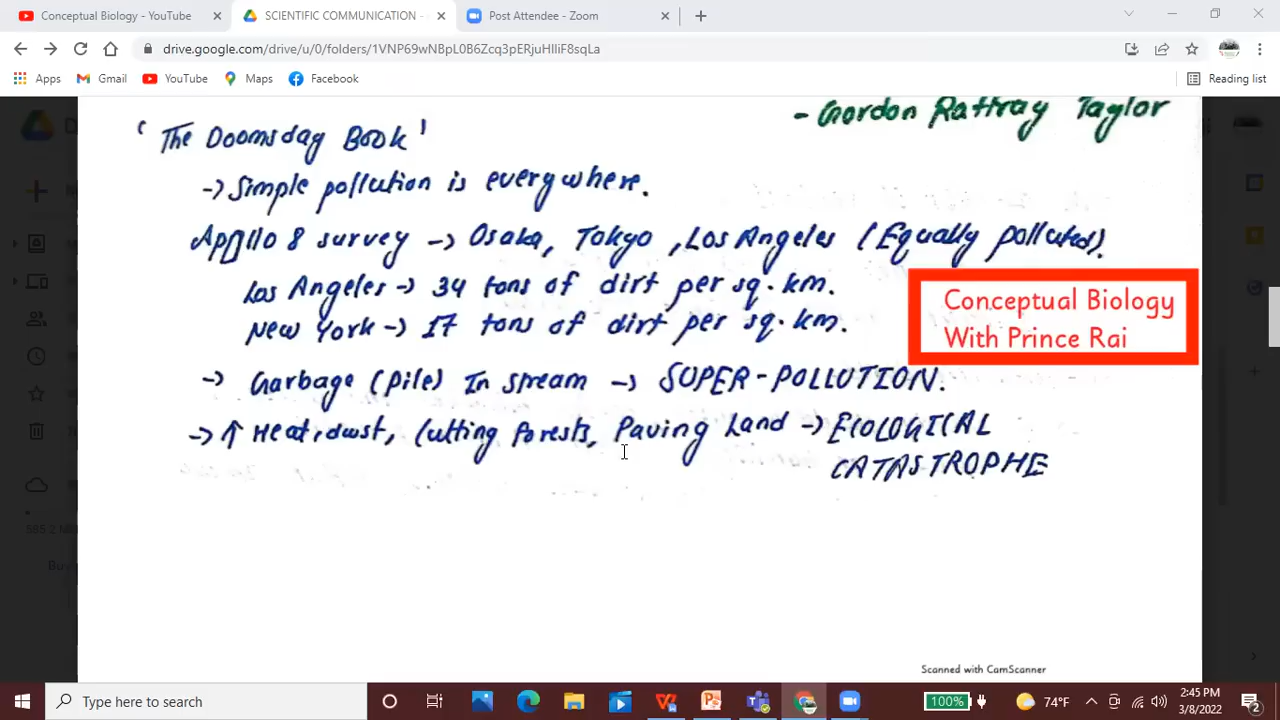 Conceptual Biology - YouTube
SCIENTIFIC COMMUNICATION -
Post Attendee - Zoom
drive.google.com/drive/u/0/folders/1VNP69wNBpL0B6Zcq3pERjuHIliF8sqLa
Apps Gmail YouTube Maps Facebook Reading list
- Gordon Rattray Taylor
'The Doomsday Book'
-> Simple pollution is everywhere.
Apollo 8 survey -> Osaka, Tokyo, Los Angeles (Equally polluted).
Los Angeles -> 34 tons of dirt per sq. km.
New York -> 17 tons of dirt per sq. km.
Conceptual Biology
With Prince Rai
-> Garbage (pile) In stream -> SUPER-POLLUTION.
-> ↑ Heat, dust, Cutting forests, Paving Land -> ECOLOGICAL
CATASTROPHE
Scanned with CamScanner
Type here to search
100%
74°F
2:45 PM
3/8/2022
2